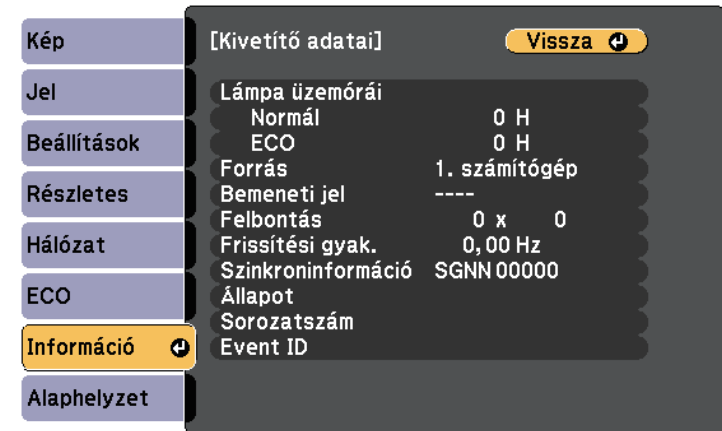 Kép
Jel
Beállítások
Részletes
Hálózat
ECO
Információ
Alaphelyzet
[Kivetítő adatai] Vissza
Lámpa üzemórái
Normál 0 H
ECO 0 H
Forrás 1. számítógép
Bemeneti jel ----
Felbontás 0 x 0
Frissítési gyak. 0,00 Hz
Szinkroninformáció SGNN 00000
Állapot
Sorozatszám
Event ID